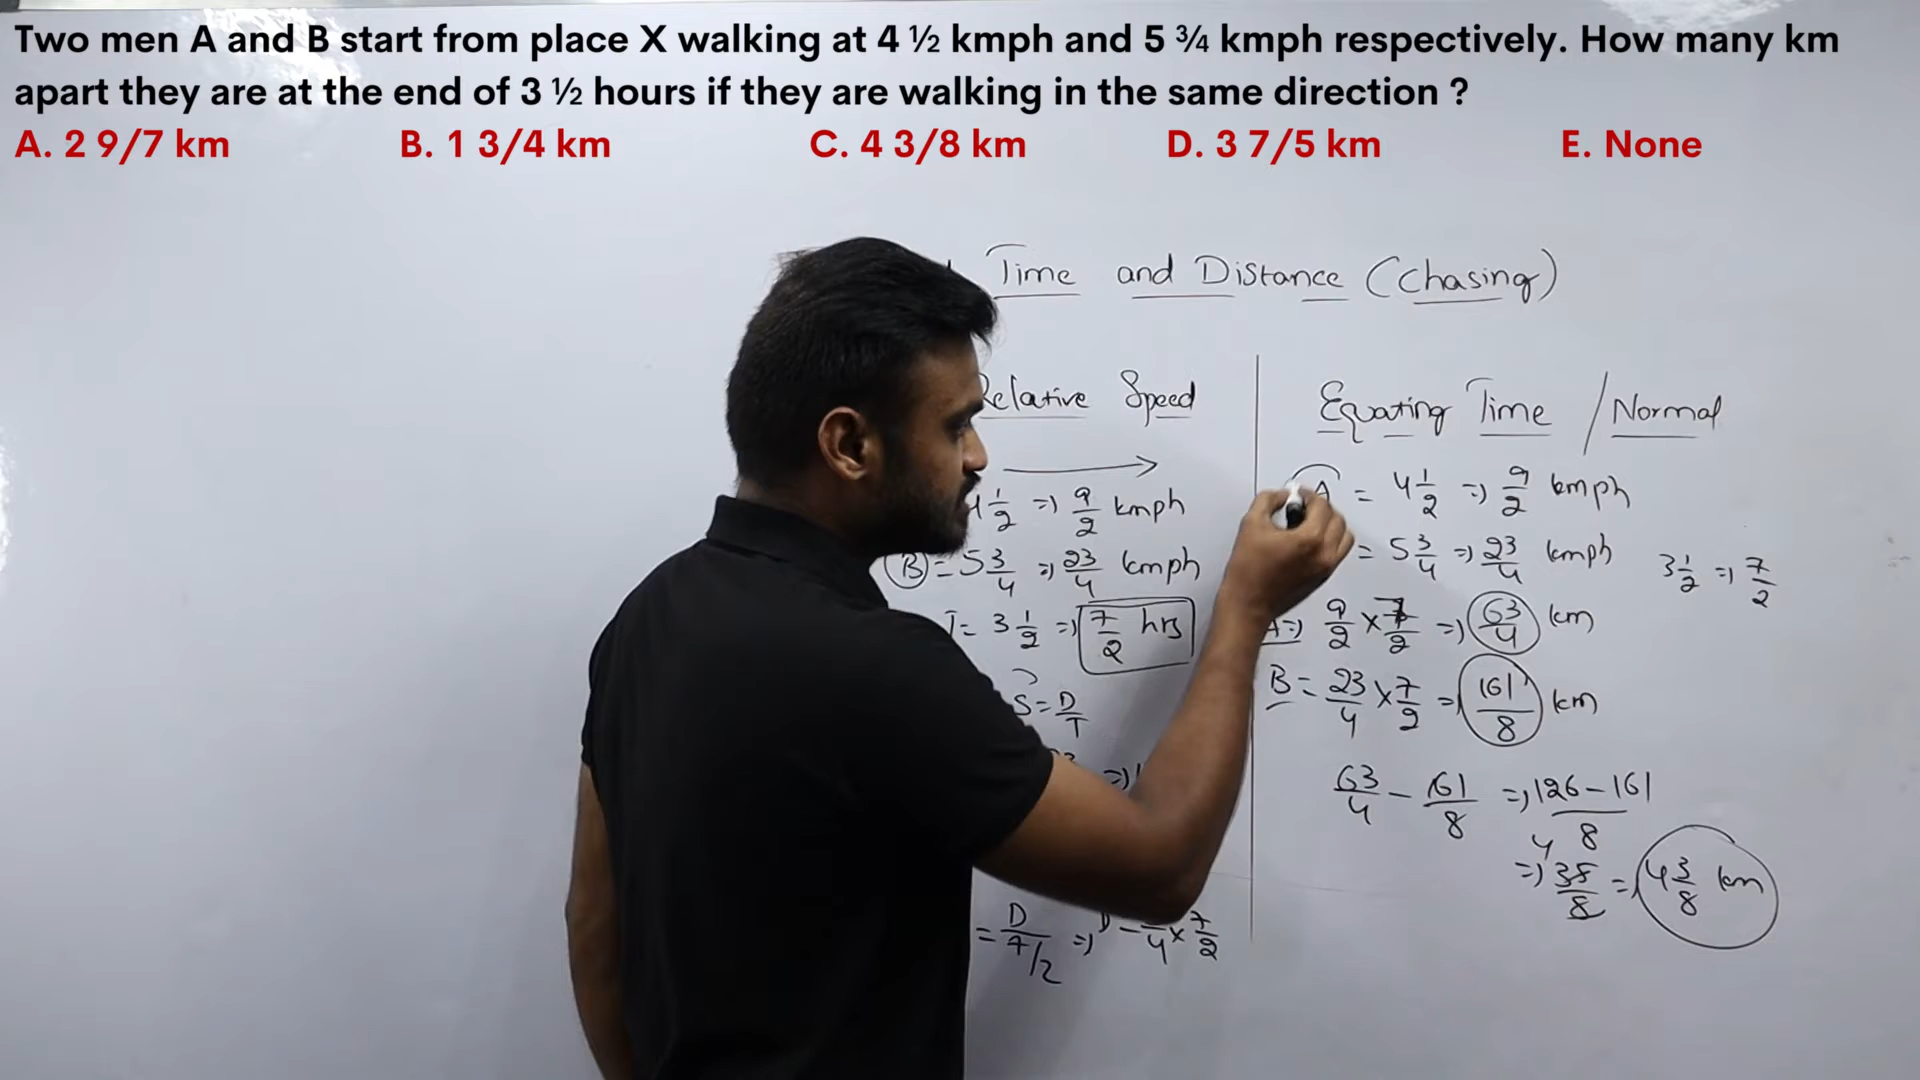 Two men A and B start from place X walking at 4 ½ kmph and 5 ¾ kmph respectively. How many km
apart they are at the end of 3 ½ hours if they are walking in the same direction ?
A. 2 9/7 km B. 1 3/4 km C. 4 3/8 km D. 3 7/5 km E. None
Time and Distance (Chasing)
Relative Speed
4 1/2 => 9/2 kmph
B = 5 3/4 => 23/4 kmph
T = 3 1/2 => 7/2 hrs
S = D/T
= D/7/2 => D = /4 × 7/2
Equating Time / Normal
A = 4 1/2 => 9/2 kmph
= 5 3/4 => 23/4 kmph
3 1/2 => 7/2
A => 9/2 × 7/2 => 63/4 km
B = 23/4 × 7/2 => 161/8 km
63/4 - 161/8 => 126 - 161/8
=> 35/8 => 4 3/8 km